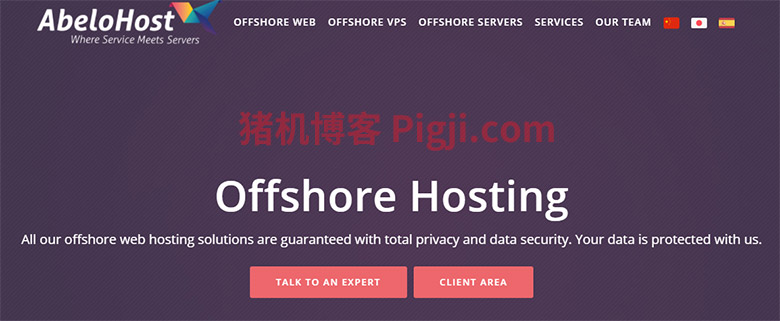 AbeloHost
Where Service Meets Servers
OFFSHORE WEB OFFSHORE VPS OFFSHORE SERVERS SERVICES OUR TEAM
猪机博客 Pigji.com
Offshore Hosting
All our offshore web hosting solutions are guaranteed with total privacy and data security. Your data is protected with us.
TALK TO AN EXPERT CLIENT AREA